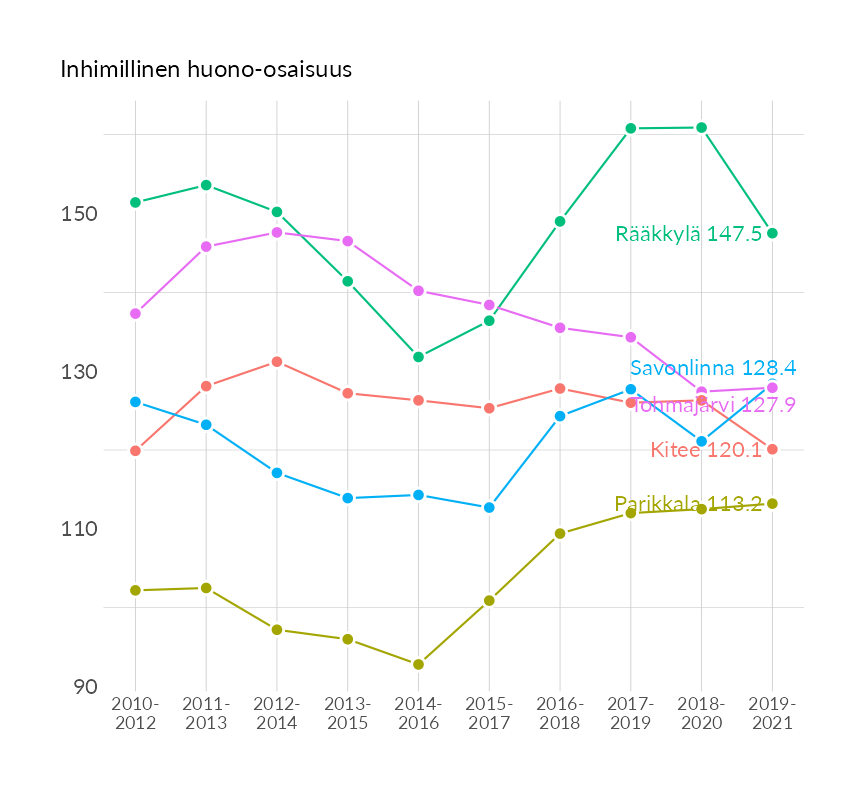 Inhimillinen huono-osaisuus
150
Rääkkylä 147.5
130
Savonlinna 128.4
Tohmajärvi 127.9
Kitee 120.1
Parikkala 113.2
110
90
2010- 2011- 2012- 2013- 2014- 2015- 2016- 2017- 2018- 2019-
2012 2013 2014 2015 2016 2017 2018 2019 2020 2021